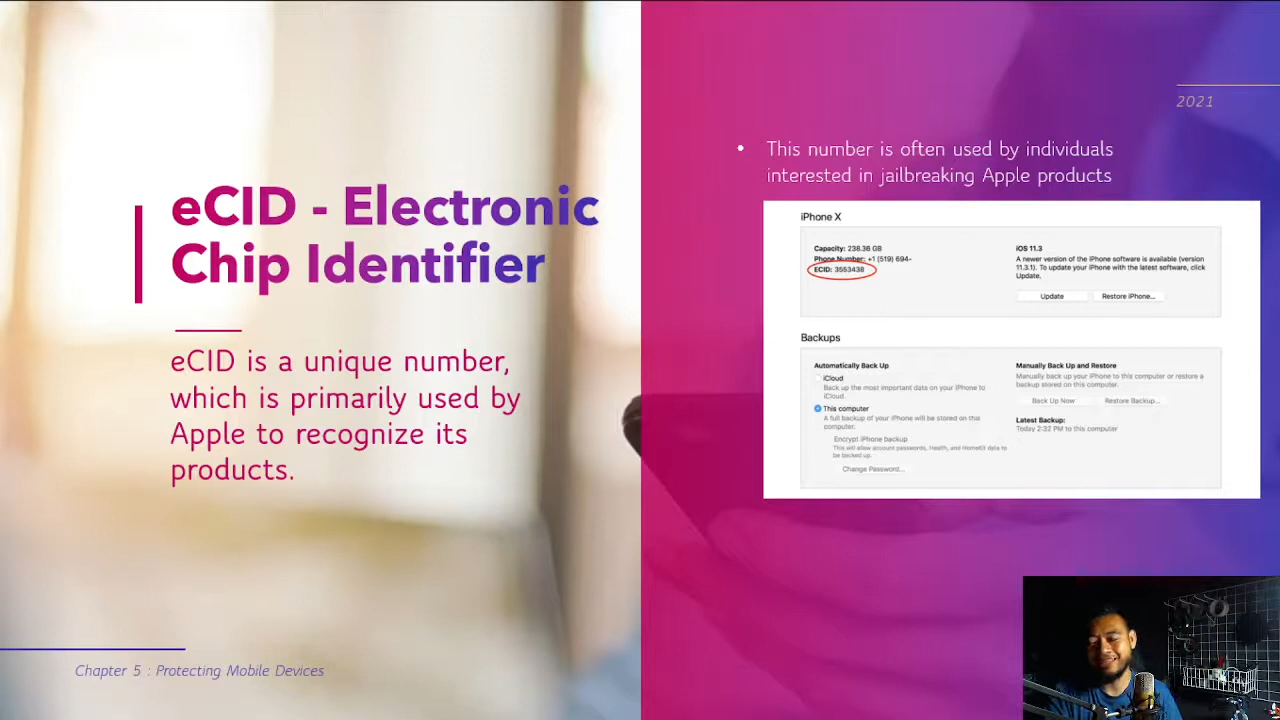 eCID - Electronic
Chip Identifier
eCID is a unique number,
which is primarily used by
Apple to recognize its
products.
Chapter 5 : Protecting Mobile Devices
2021
• This number is often used by individuals
interested in jailbreaking Apple products
iPhone X
Capacity: 238.36 GB
Phone Number: +1 (519) 694-
ECID: 3553438
iOS 11.3
A newer version of the iPhone software is available (version
11.3.1). To update your iPhone with the latest software, click
Update.
Update
Restore iPhone...
Backups
Automatically Back Up
iCloud
Back up the most important data on your iPhone to
iCloud.
This computer
A full backup of your iPhone will be stored on this
computer.
Encrypt iPhone backup
This will allow account passwords, Health, and HomeKit data to
be backed up.
Change Password...
Manually Back Up and Restore
Manually back up your iPhone to this computer or restore a
backup stored on this computer.
Back Up Now
Restore Backup...
Latest Backup:
Today 2:32 PM to this computer